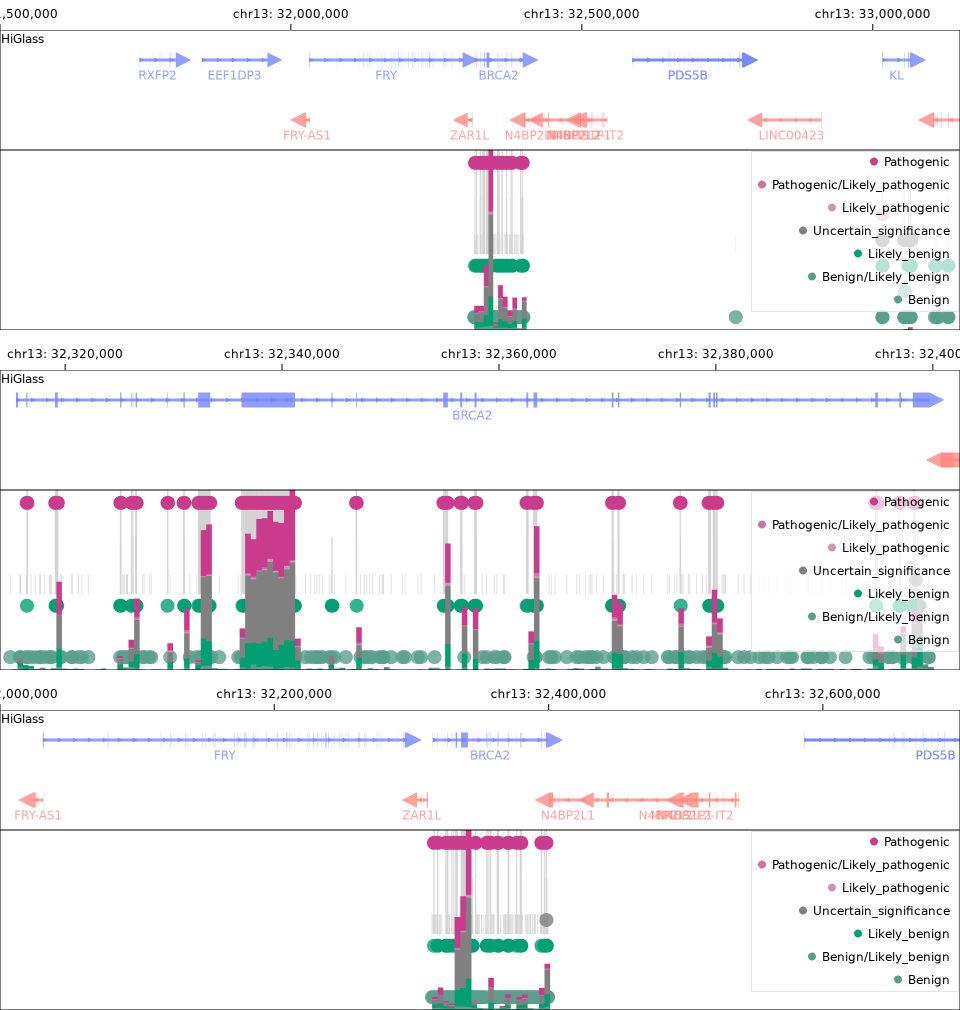 ,500,000 chr13: 32,000,000 chr13: 32,500,000 chr13: 33,000,000
HiGlass
RXFP2 EEF1DP3 FRY BRCA2 PDS5B KL
FRY-AS1 ZAR1L LINC00423
Pathogenic
Pathogenic/Likely_pathogenic
Likely_pathogenic
Uncertain_significance
Likely_benign
Benign/Likely_benign
Benign
chr13: 32,320,000 chr13: 32,340,000 chr13: 32,360,000 chr13: 32,380,000 chr13: 32,400
HiGlass
BRCA2
Pathogenic
Pathogenic/Likely_pathogenic
Likely_pathogenic
Uncertain_significance
Likely_benign
Benign/Likely_benign
Benign
,000,000 chr13: 32,200,000 chr13: 32,400,000 chr13: 32,600,000
HiGlass
FRY BRCA2 PDS5B
FRY-AS1 ZAR1L N4BP2L1
Pathogenic
Pathogenic/Likely_pathogenic
Likely_pathogenic
Uncertain_significance
Likely_benign
Benign/Likely_benign
Benign